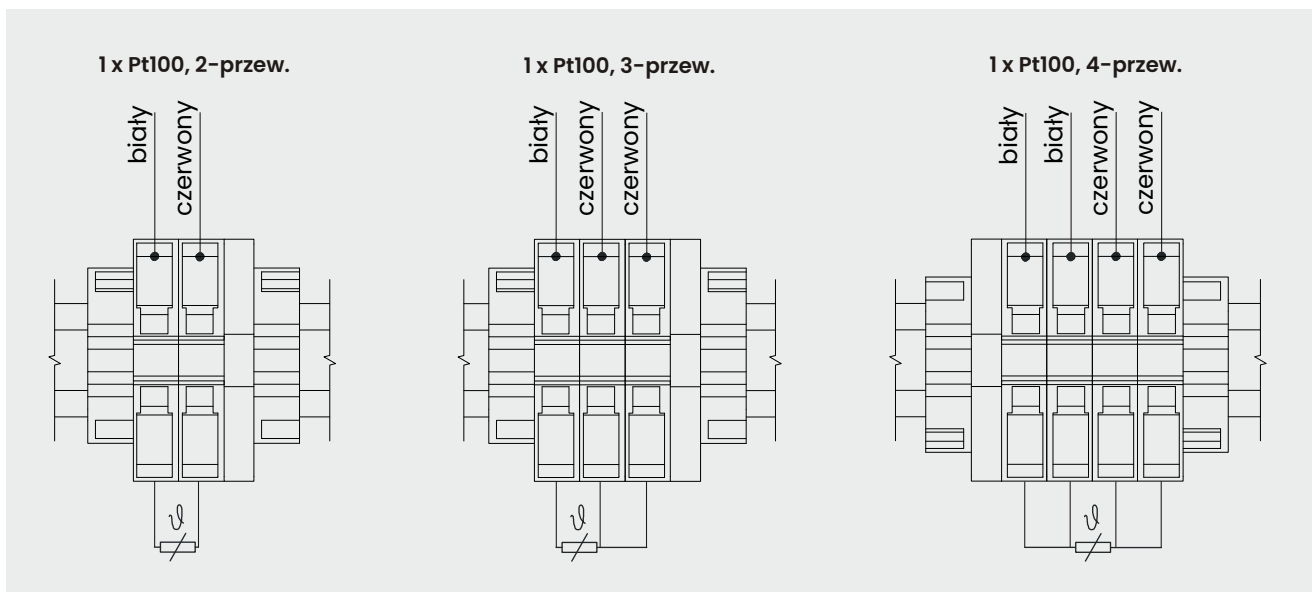 1 x Pt100, 2-przew.
biały
czerwony
ϑ
1 x Pt100, 3-przew.
biały
czerwony
czerwony
ϑ
1 x Pt100, 4-przew.
biały
biały
czerwony
czerwony
ϑ